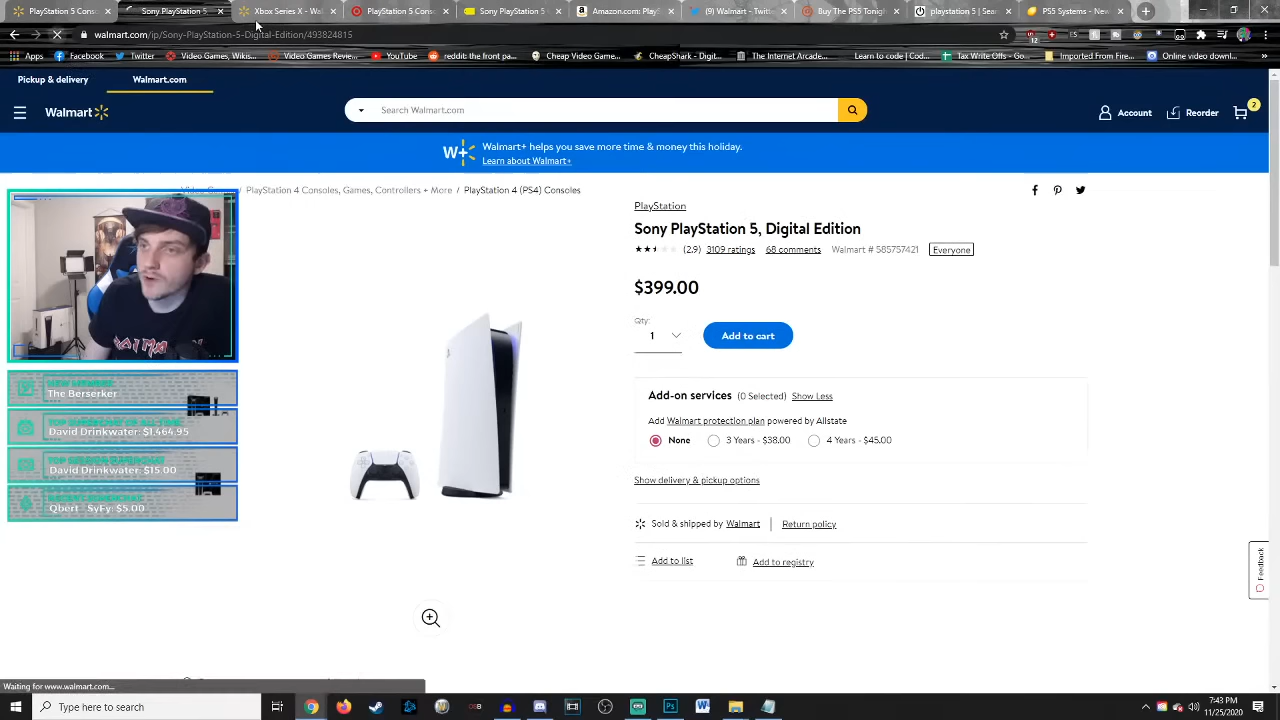 PS5 Consol
Sony PlayStation 5
Xbox Series X - Wa
PlayStation 5 Cons
Sony PlayStation 5
Amazon.com: Play
(9) Walmart - Twitt
Buy The PS5 Throug
playstation 5 | Sea
PS5 Systems - New
walmart.com/ip/Sony-PlayStation-5-Digital-Edition/493824815
Facebook Twitter Video Games, Wikis... Video Games Revie... YouTube reddit: the front pa... Cheap Video Game... CheapShark - Digit... The Internet Arcade... Learn to code | Cod... Tax Write Offs - Go... Imported From Fire... Online video downl...
Pickup & delivery Walmart.com
Walmart Search Walmart.com Account Reorder 2
Walmart+ helps you save more time & money this holiday.
W+ Learn about Walmart+
/ PlayStation 4 Consoles, Games, Controllers + More / PlayStation 4 (PS4) Consoles
PlayStation
Sony PlayStation 5, Digital Edition
(2.9) 3109 ratings 68 comments Walmart # 585757421 Everyone
$399.00
Qty:
1 Add to cart
Add-on services (0 Selected) Show Less
Add Walmart protection plan powered by Allstate
None 3 Years - $38.00 4 Years - $45.00
Show delivery & pickup options
Sold & shipped by Walmart | Return policy
Add to list Add to registry
Feedback
NEW MEMBER
The Berserker
David Drinkwater: $1,464.95
David Drinkwater: $15.00
Qbert_SyFy: $5.00
Waiting for www.walmart.com...
Type here to search
7:43 PM
11/25/2020